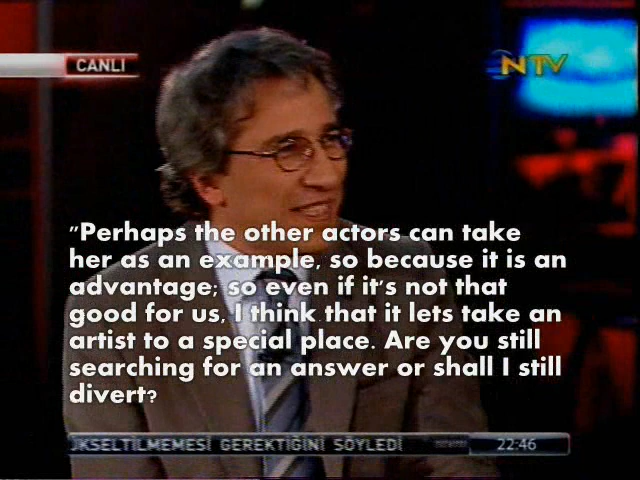 CANLI
NTV
"Perhaps the other actors can take
her as an example, so because it is an
advantage; so even if it's not that
good for us, I think that it lets take an
artist to a special place. Are you still
searching for an answer or shall I still
divert?
KSELTİLMEMESİ GEREKTİĞİNİ SÖYLEDİ
22:46